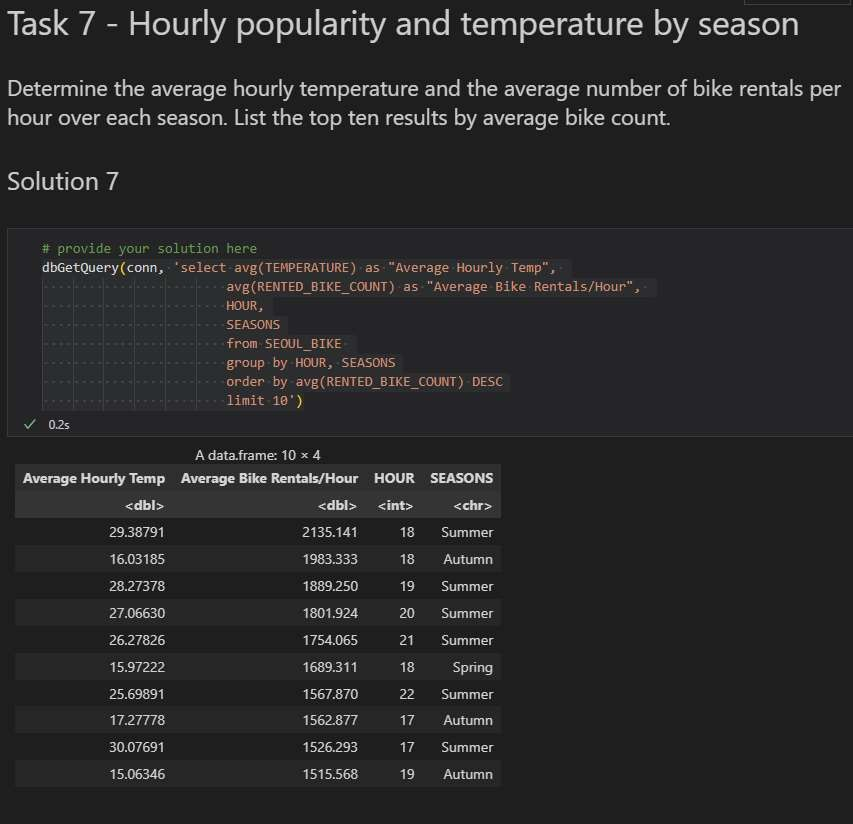 Task 7 - Hourly popularity and temperature by season
Determine the average hourly temperature and the average number of bike rentals per
hour over each season. List the top ten results by average bike count.
Solution 7
# provide your solution here
dbGetQuery(conn, 'select avg(TEMPERATURE) as "Average Hourly Temp",
avg(RENTED_BIKE_COUNT) as "Average Bike Rentals/Hour",
HOUR,
SEASONS
from SEOUL_BIKE
group by HOUR, SEASONS
order by avg(RENTED_BIKE_COUNT) DESC
limit 10')
✓ 0.2s
A data.frame: 10 × 4
Average Hourly Temp Average Bike Rentals/Hour HOUR SEASONS
<dbl> <dbl> <int> <chr>
29.38791 2135.141 18 Summer
16.03185 1983.333 18 Autumn
28.27378 1889.250 19 Summer
27.06630 1801.924 20 Summer
26.27826 1754.065 21 Summer
15.97222 1689.311 18 Spring
25.69891 1567.870 22 Summer
17.27778 1562.877 17 Autumn
30.07691 1526.293 17 Summer
15.06346 1515.568 19 Autumn